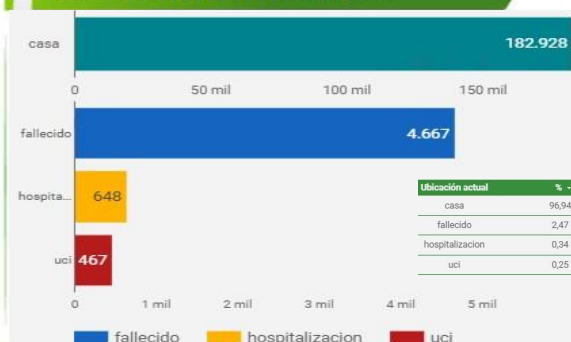 casa 182.928
0 50 mil 100 mil 150 mil
fallecido 4.667
hospita... 648
uci 467
0 1 mil 2 mil 3 mil 4 mil 5 mil
fallecido hospitalizacion uci
Ubicación actual % -
casa 96,94
fallecido 2,47
hospitalizacion 0,34
uci 0,25